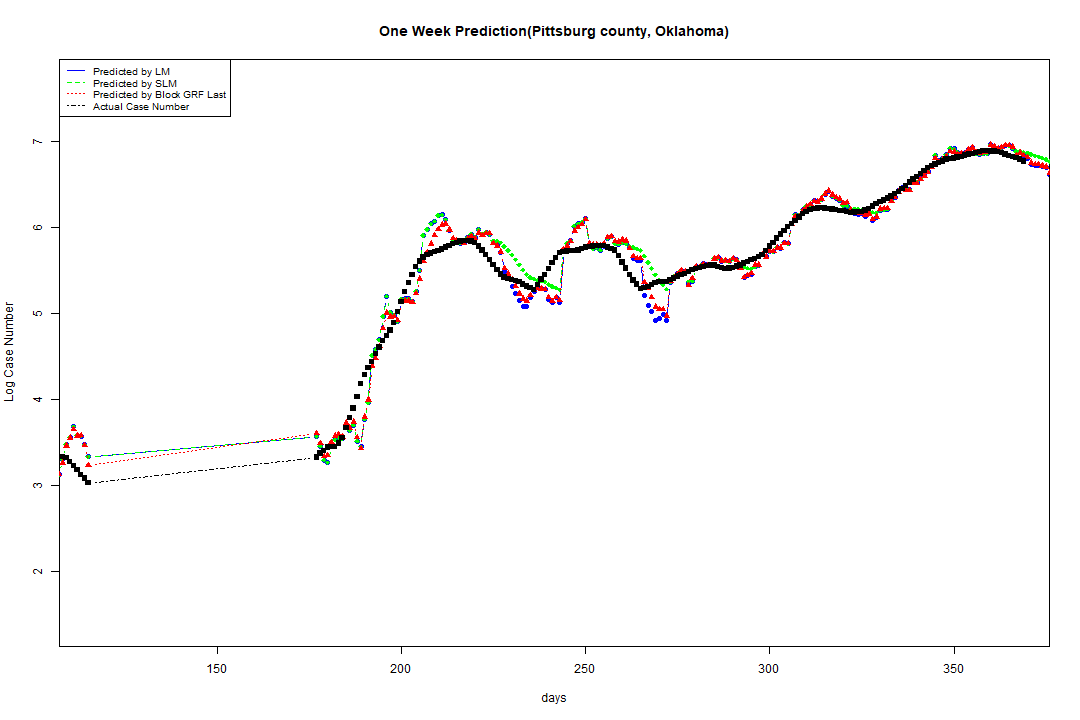 One Week Prediction(Pittsburg county, Oklahoma)
Predicted by LM
Predicted by SLM
Predicted by Block GRF Last
Actual Case Number
7
6
5
4
3
2
Log Case Number
150
200
250
300
350
days